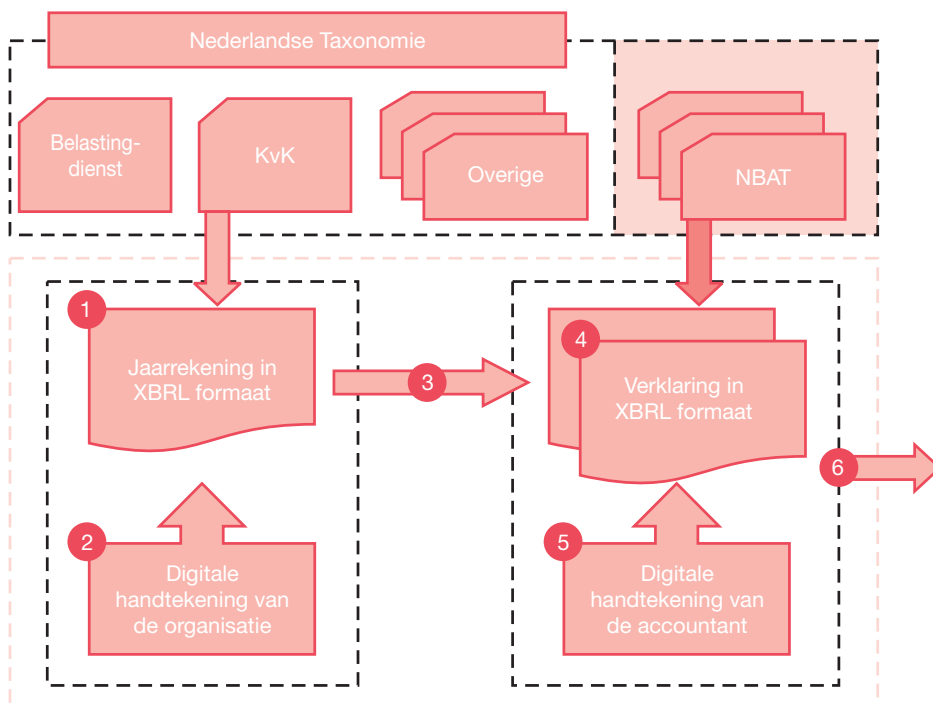 Nederlandse Taxonomie
Belasting-
dienst
KvK
Overige
NBAT
1
Jaarrekening in
XBRL formaat
2
Digitale
handtekening van
de organisatie
3
4
Verklaring in
XBRL formaat
5
Digitale
handtekening van
de accountant
6